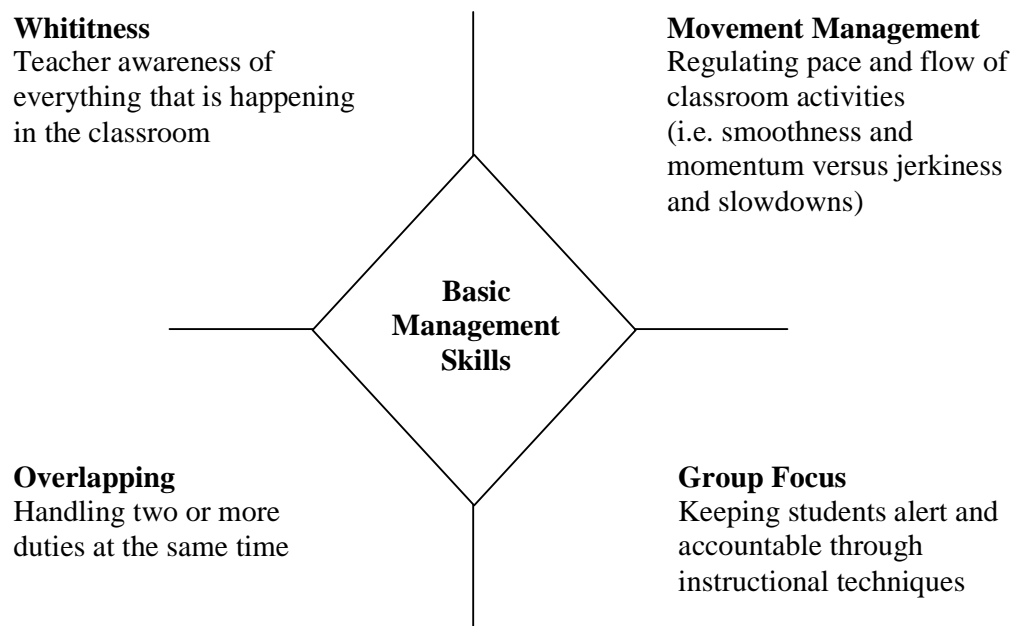 Whititness
Teacher awareness of
everything that is happening
in the classroom
Movement Management
Regulating pace and flow of
classroom activities
(i.e. smoothness and
momentum versus jerkiness
and slowdowns)
Basic
Management
Skills
Overlapping
Handling two or more
duties at the same time
Group Focus
Keeping students alert and
accountable through
instructional techniques